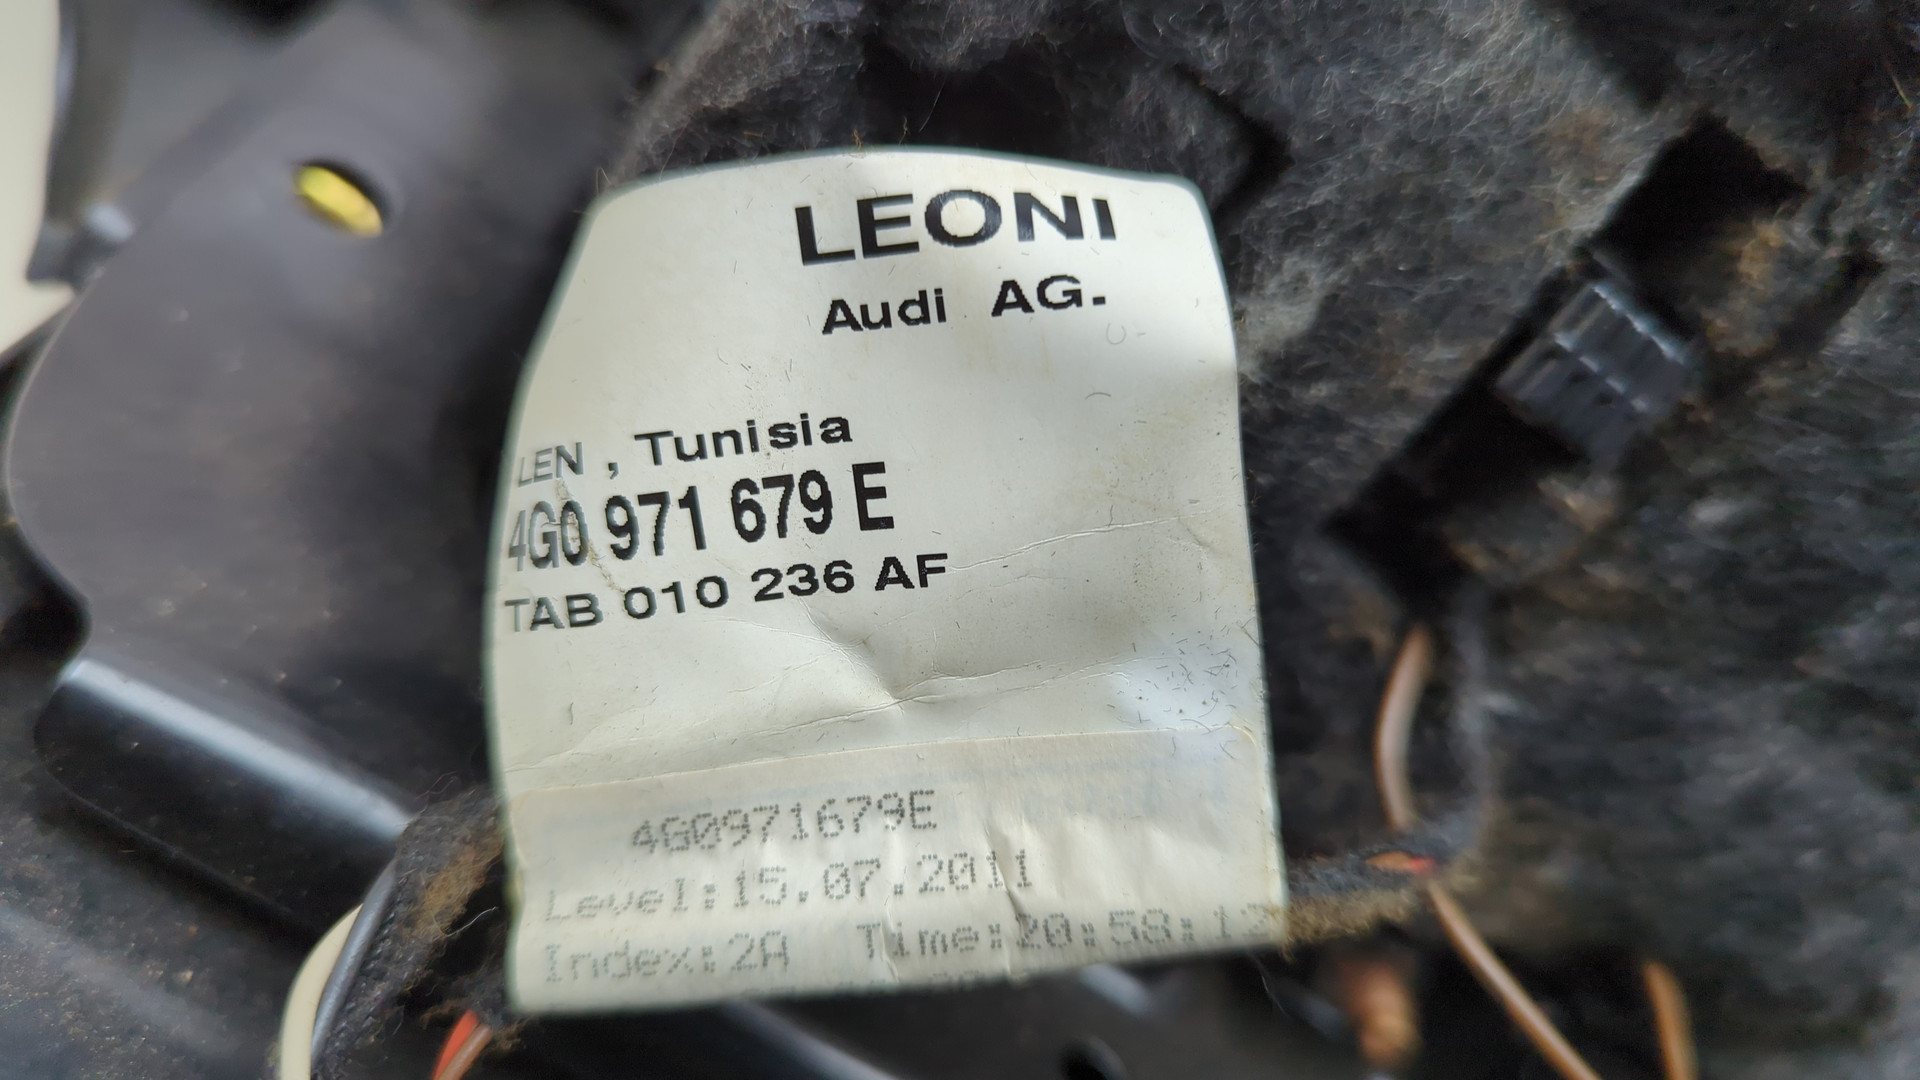 LEONI
Audi AG.
LEN , Tunisia
4G0 971 679 E
TAB 010 236 AF
4G0971679E
Level:15.07.2011
Index:2A Time:20:58:12